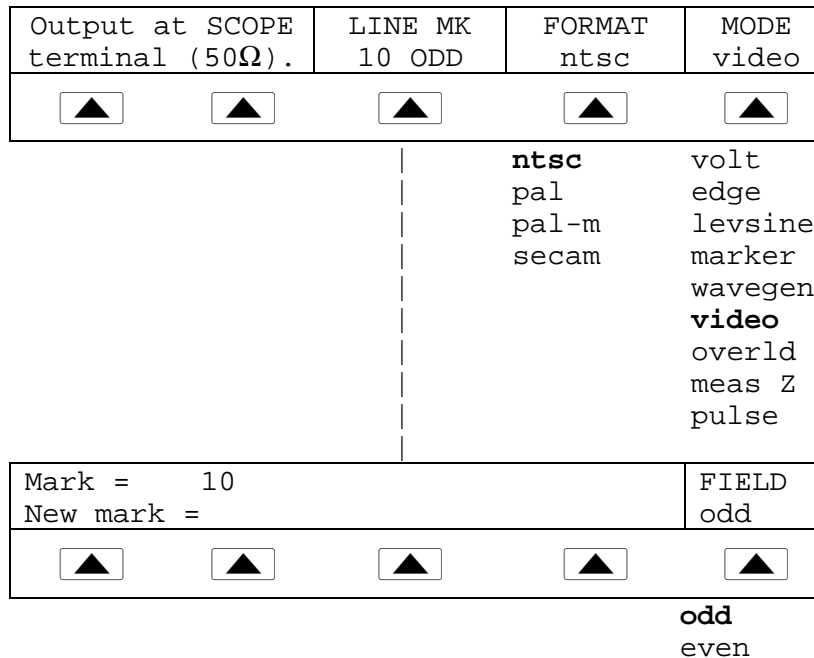 Output at SCOPE LINE MK FORMAT MODE
terminal (50Ω). 10 ODD ntsc video
ntsc volt
pal edge
pal-m levsine
secam marker
wavegen
video
overld
meas Z
pulse
Mark = 10 FIELD
New mark = odd
odd
even